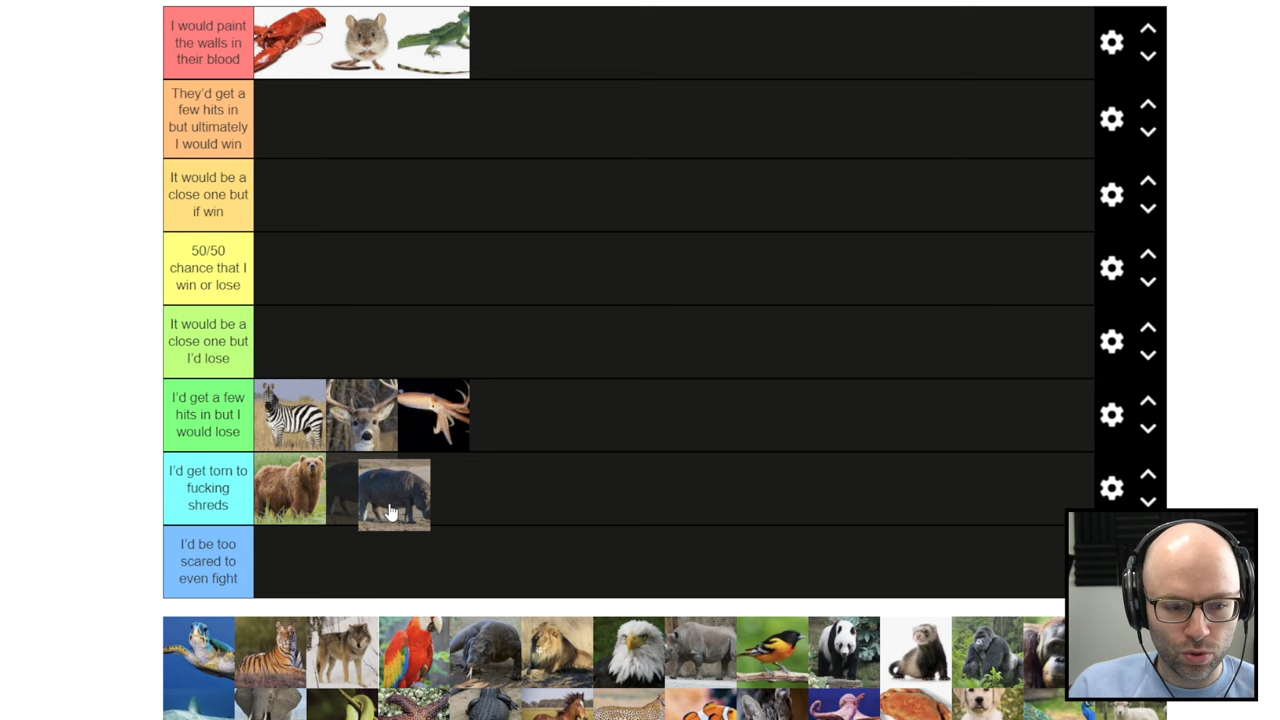 I would paint
the walls in
their blood
They'd get a
few hits in
but ultimately
I would win
It would be a
close one but
if win
50/50
chance that I
win or lose
It would be a
close one but
I'd lose
I'd get a few
hits in but I
would lose
I'd get torn to
fucking
shreds
I'd be too
scared to
even fight